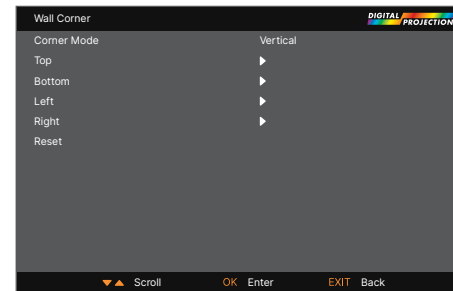 Wall Corner DIGITAL PROJECTION
Corner Mode Vertical
Top
Bottom
Left
Right
Reset
Scroll OK Enter EXIT Back